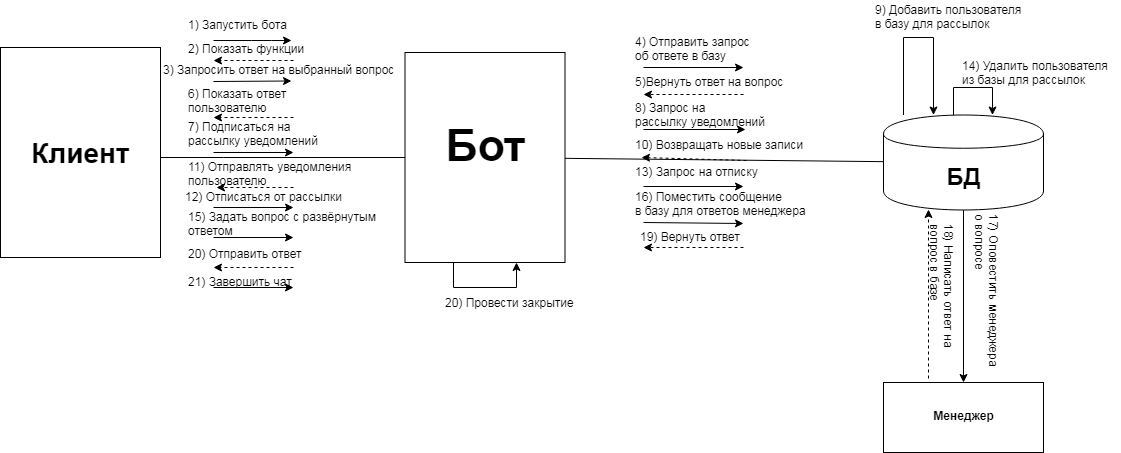 1) Запустить бота
2) Показать функции
3) Запросить ответ на выбранный вопрос
6) Показать ответ
пользователю
7) Подписаться на
рассылку уведомлений
Клиент
11) Отправлять уведомления
пользователю
12) Отписаться от рассылки
15) Задать вопрос с развёрнутым
ответом
20) Отправить ответ
21) Завершить чат
Бот
20) Провести закрытие
4) Отправить запрос
об ответе в базу
5)Вернуть ответ на вопрос
8) Запрос на
рассылку уведомлений
10) Возвращать новые записи
13) Запрос на отписку
16) Поместить сообщение
в базу для ответов менеджера
19) Вернуть ответ
9) Добавить пользователя
в базу для рассылок
14) Удалить пользователя
из базы для рассылок
БД
17) Оповестить менеджера
о вопросе
18) Написать ответ на
вопрос в базе
Менеджер